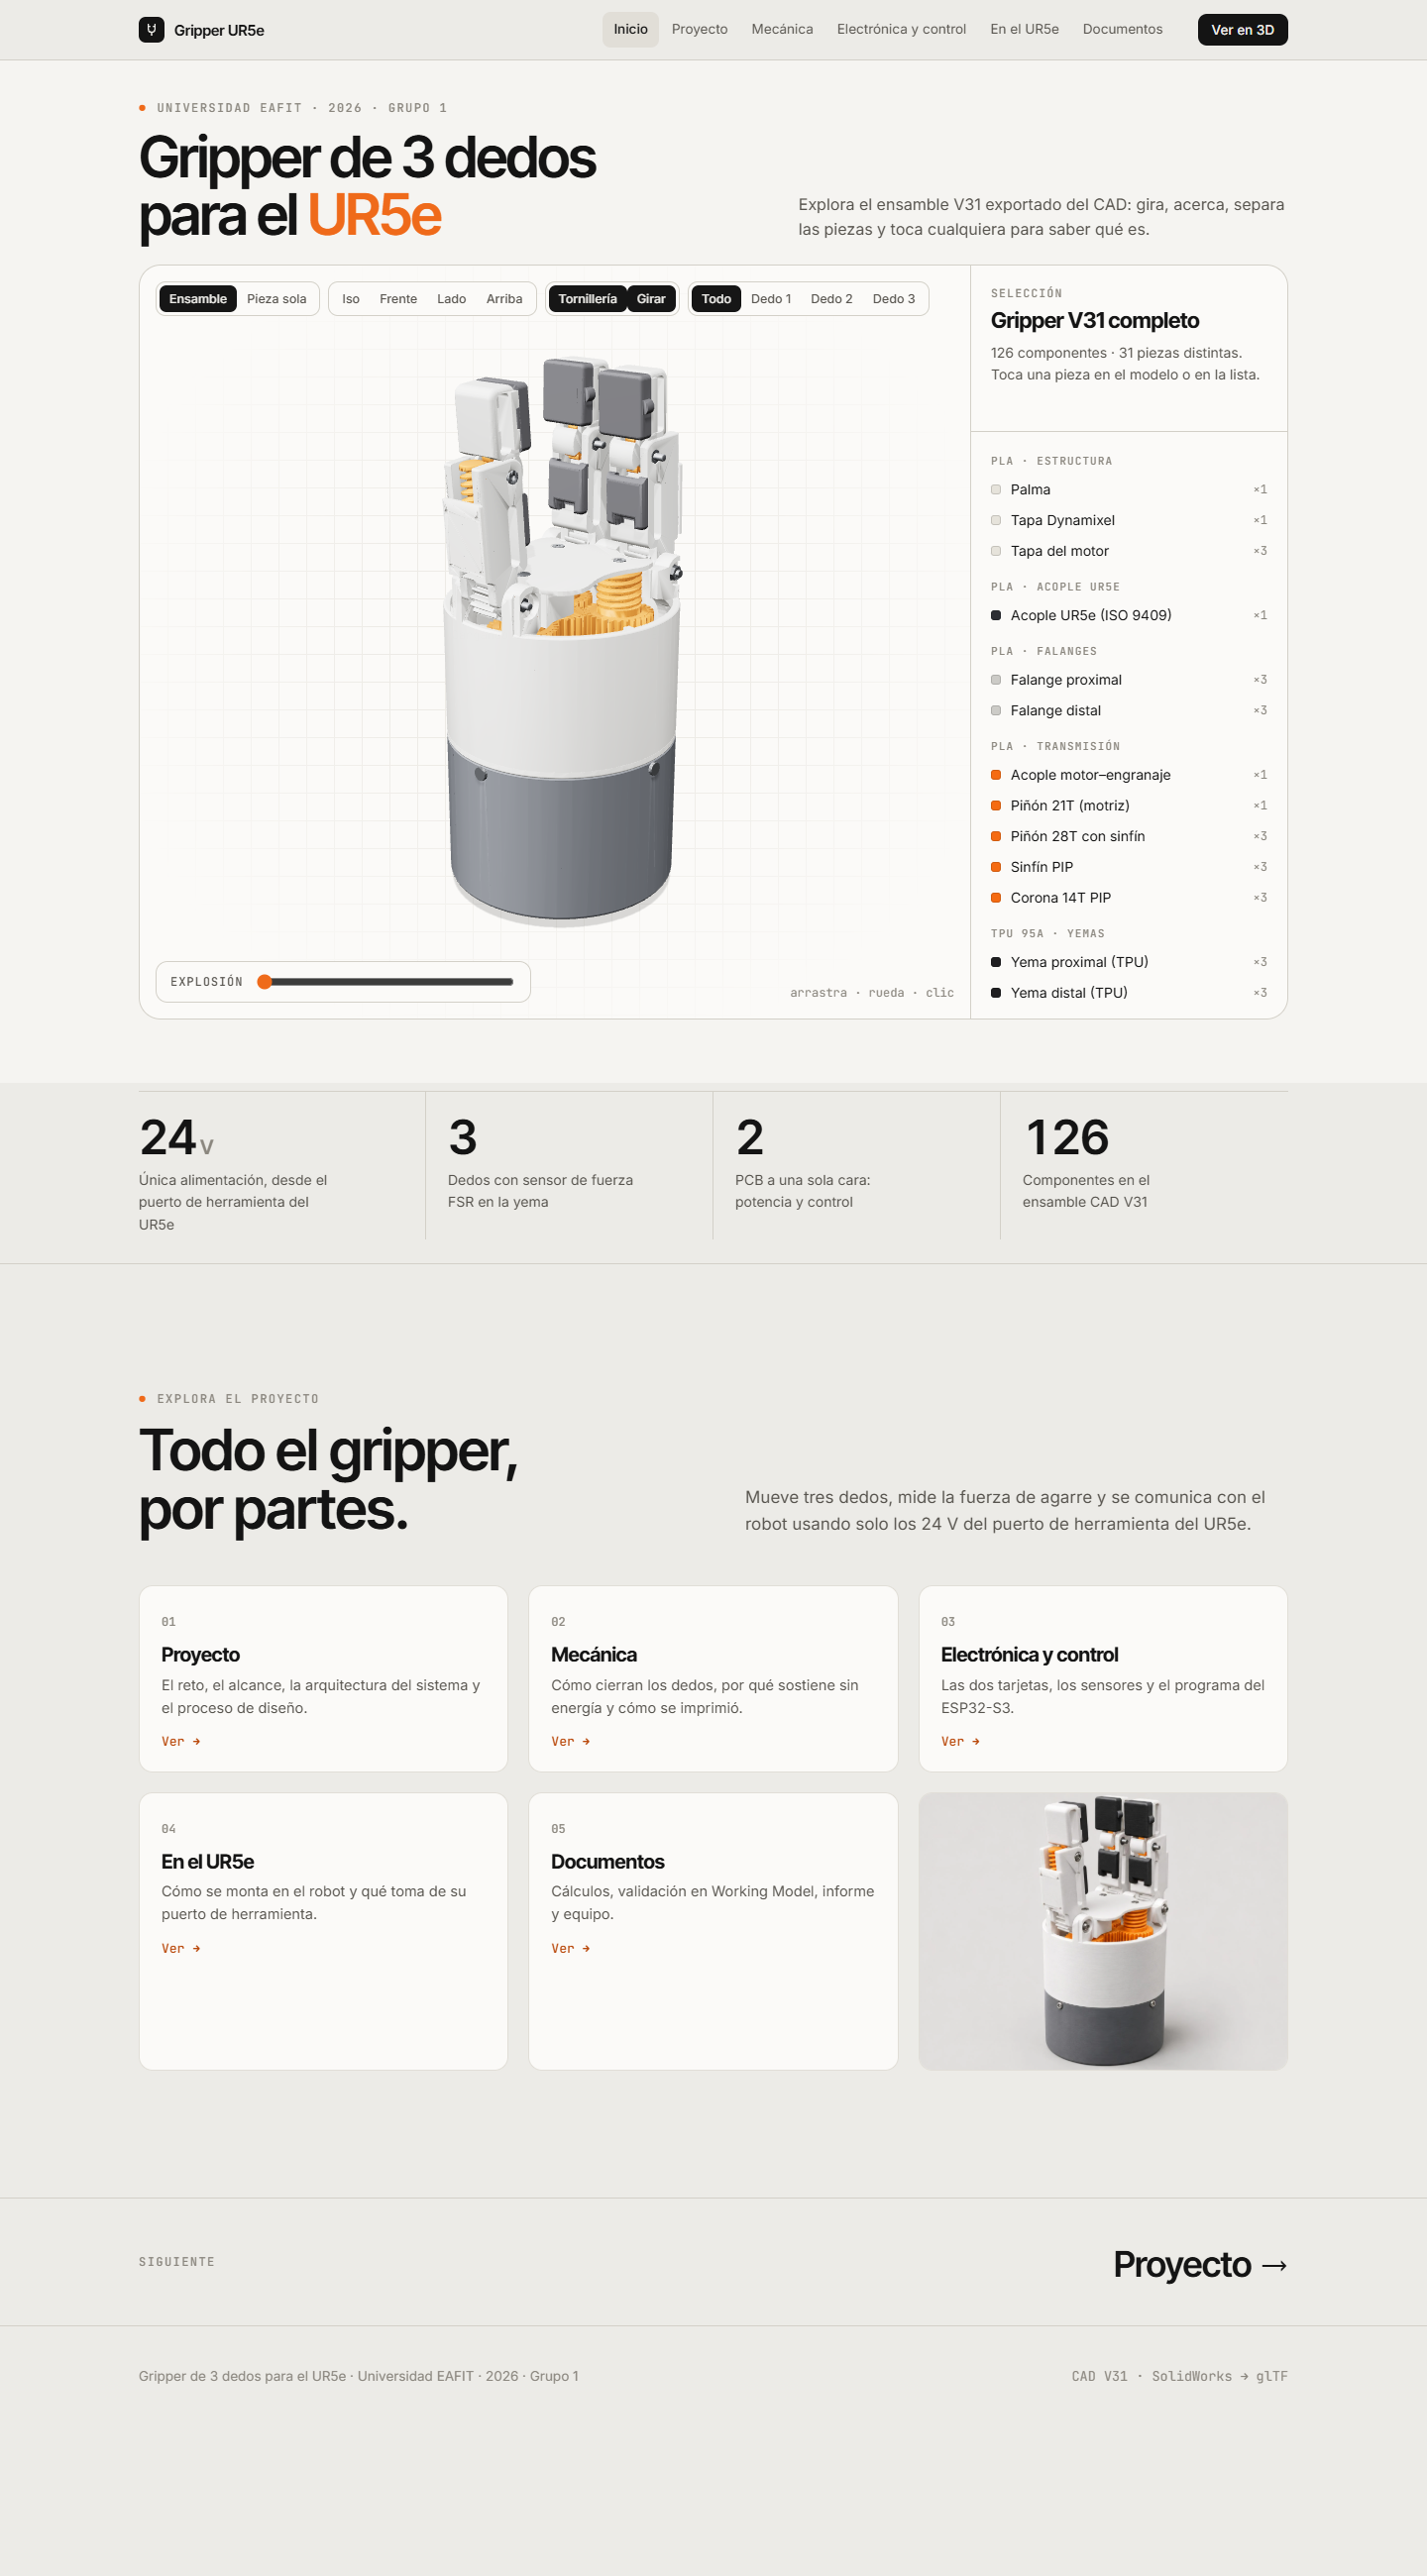 Gripper UR5e
Inicio
Proyecto
Mecánica
Electrónica y control
En el UR5e
Documentos
Ver en 3D
UNIVERSIDAD EAFIT · 2026 · GRUPO 1
Gripper de 3 dedos
para el UR5e
Explora el ensamble V31 exportado del CAD: gira, acerca, separa
las piezas y toca cualquiera para saber qué es.
Ensamble
Pieza sola
Iso
Frente
Lado
Arriba
Tornillería
Girar
Todo
Dedo 1
Dedo 2
Dedo 3
EXPLOSIÓN
arrastra · rueda · clic
SELECCIÓN
Gripper V31 completo
126 componentes · 31 piezas distintas.
Toca una pieza en el modelo o en la lista.
PLA · ESTRUCTURA
Palma ×1
Tapa Dynamixel ×1
Tapa del motor ×3
PLA · ACOPLE UR5E
Acople UR5e (ISO 9409) ×1
PLA · FALANGES
Falange proximal ×3
Falange distal ×3
PLA · TRANSMISIÓN
Acople motor–engranaje ×1
Piñón 21T (motriz) ×1
Piñón 28T con sinfín ×3
Sinfín PIP ×3
Corona 14T PIP ×3
TPU 95A · YEMAS
Yema proximal (TPU) ×3
Yema distal (TPU) ×3
24 V
Única alimentación, desde el
puerto de herramienta del
UR5e
3
Dedos con sensor de fuerza
FSR en la yema
2
PCB a una sola cara:
potencia y control
126
Componentes en el
ensamble CAD V31
EXPLORA EL PROYECTO
Todo el gripper,
por partes.
Mueve tres dedos, mide la fuerza de agarre y se comunica con el
robot usando solo los 24 V del puerto de herramienta del UR5e.
01
Proyecto
El reto, el alcance, la arquitectura del sistema y
el proceso de diseño.
Ver →
02
Mecánica
Cómo cierran los dedos, por qué sostiene sin
energía y cómo se imprimió.
Ver →
03
Electrónica y control
Las dos tarjetas, los sensores y el programa del
ESP32-S3.
Ver →
04
En el UR5e
Cómo se monta en el robot y qué toma de su
puerto de herramienta.
Ver →
05
Documentos
Cálculos, validación en Working Model, informe
y equipo.
Ver →
SIGUIENTE
Proyecto →
Gripper de 3 dedos para el UR5e · Universidad EAFIT · 2026 · Grupo 1
CAD V31 · SolidWorks → glTF